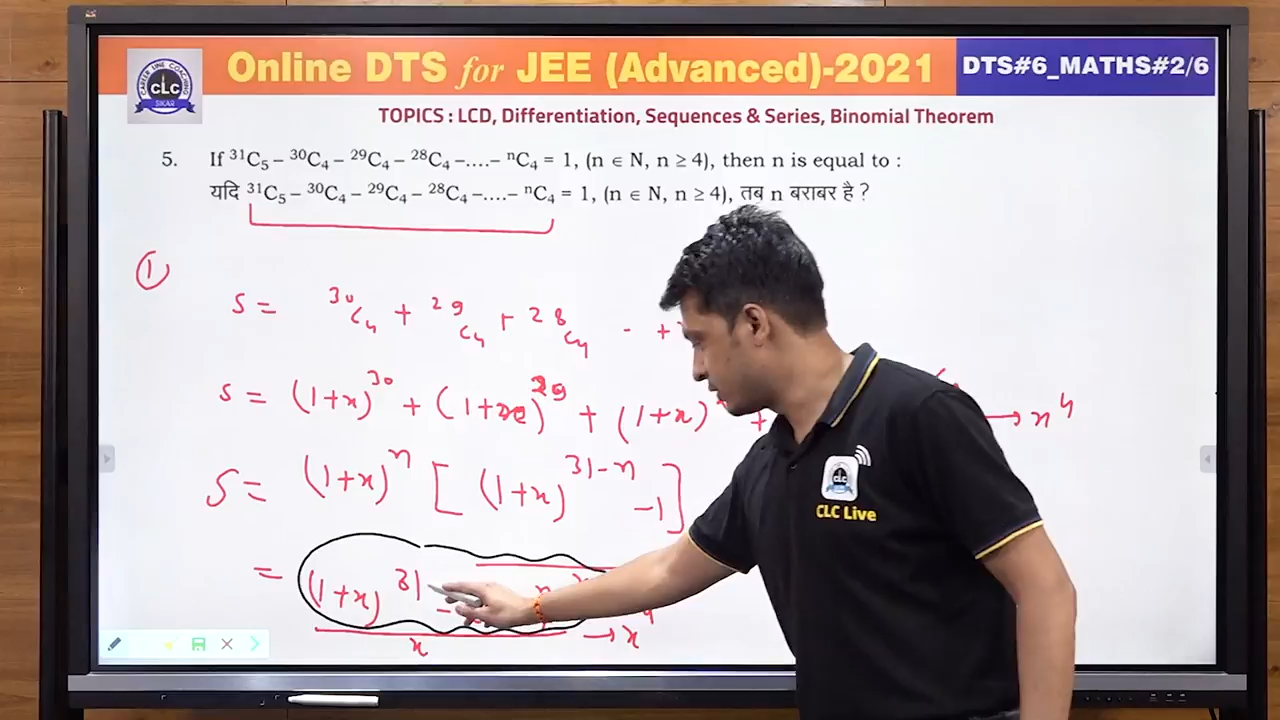 Online DTS for JEE (Advanced)-2021 DTS#6_MATHS#2/6
CLC
SIKAR
TOPICS : LCD, Differentiation, Sequences & Series, Binomial Theorem
5. If ³¹C₅ – ³⁰C₄ – ²⁹C₄ – ²⁸C₄ –....– ⁿC₄ = 1, (n ∈ N, n ≥ 4), then n is equal to :
यदि ³¹C₅ – ³⁰C₄ – ²⁹C₄ – ²⁸C₄ –....– ⁿC₄ = 1, (n ∈ N, n ≥ 4), तब n बराबर है ?
①
S = ³⁰C₄ + ²⁹C₄ + ²⁸C₄ - +
S = (1+x)³⁰ + (1+x)²⁹ + (1+x) + → x⁴
S = (1+x)ⁿ [ (1+x)³¹⁻ⁿ -1 ]
= (1+x)³¹ -
x → x⁴
CLC
CLC Live